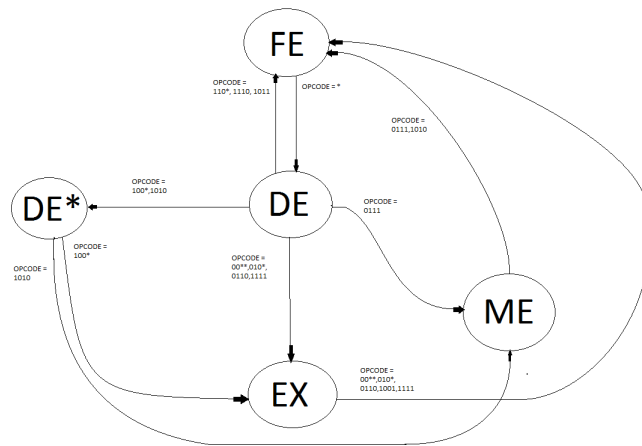 FE
OPCODE =
110*, 1110, 1011
OPCODE = *
OPCODE =
0111,1010
OPCODE =
100*,1010
DE*
DE
OPCODE =
0111
OPCODE =
100*
OPCODE =
1010
OPCODE =
00**,010*,
0110,1111
ME
OPCODE =
00**,010*,
0110,1001,1111
EX